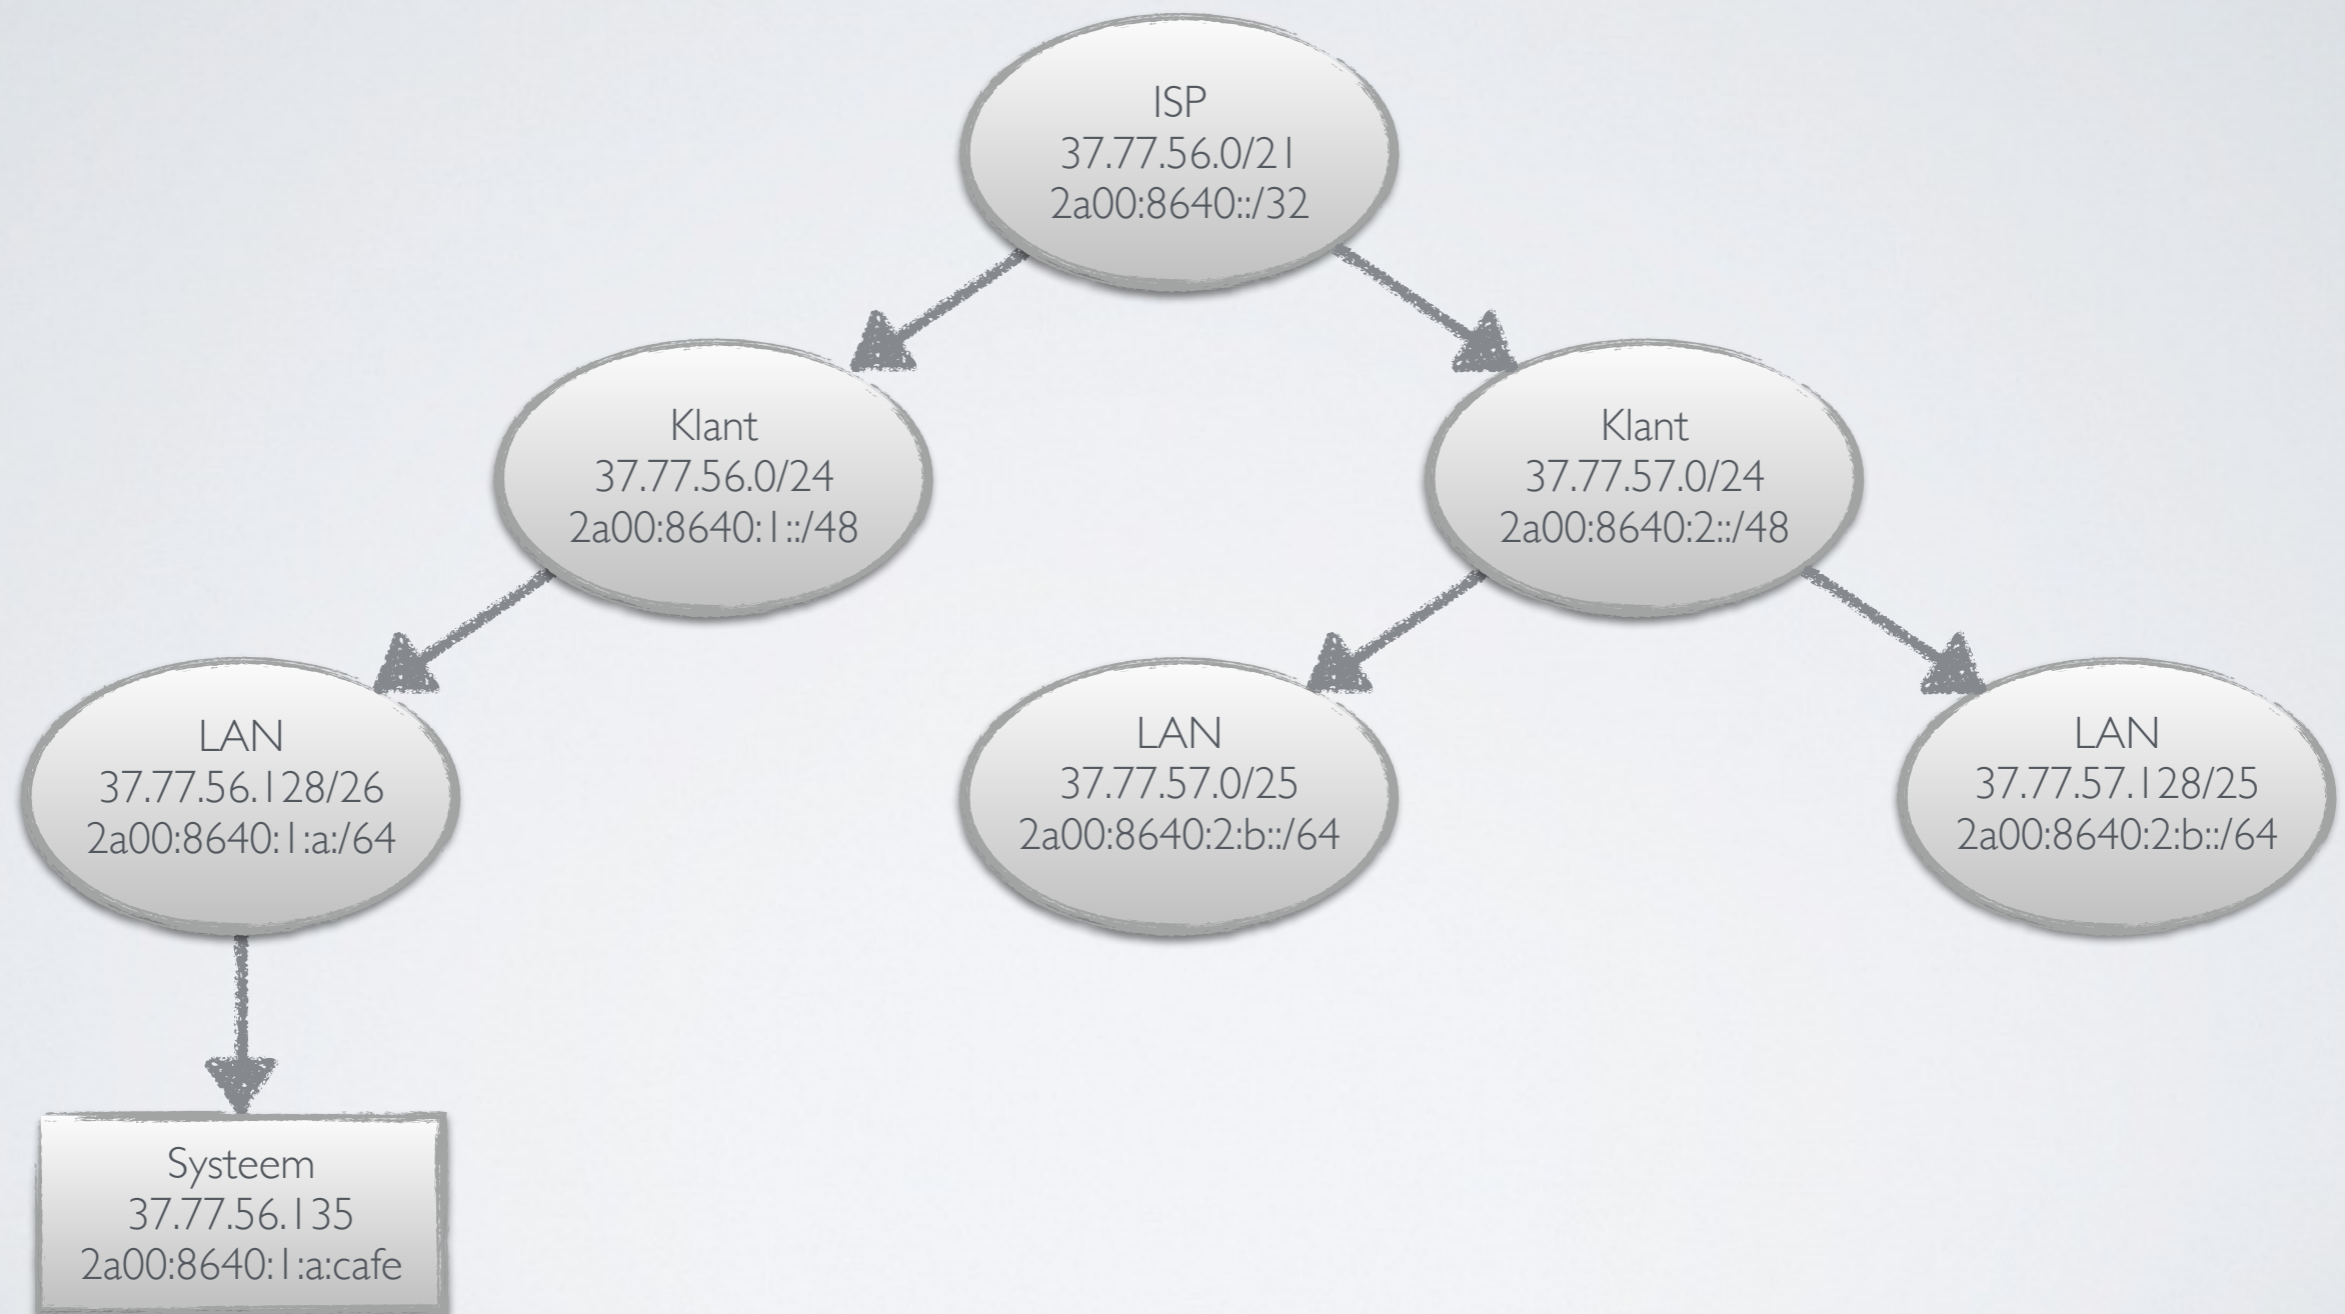 ISP
37.77.56.0/21
2a00:8640::/32
Klant
37.77.56.0/24
2a00:8640:1::/48
Klant
37.77.57.0/24
2a00:8640:2::/48
LAN
37.77.56.128/26
2a00:8640:1:a:/64
LAN
37.77.57.0/25
2a00:8640:2:b::/64
LAN
37.77.57.128/25
2a00:8640:2:b::/64
Systeem
37.77.56.135
2a00:8640:1:a:cafe